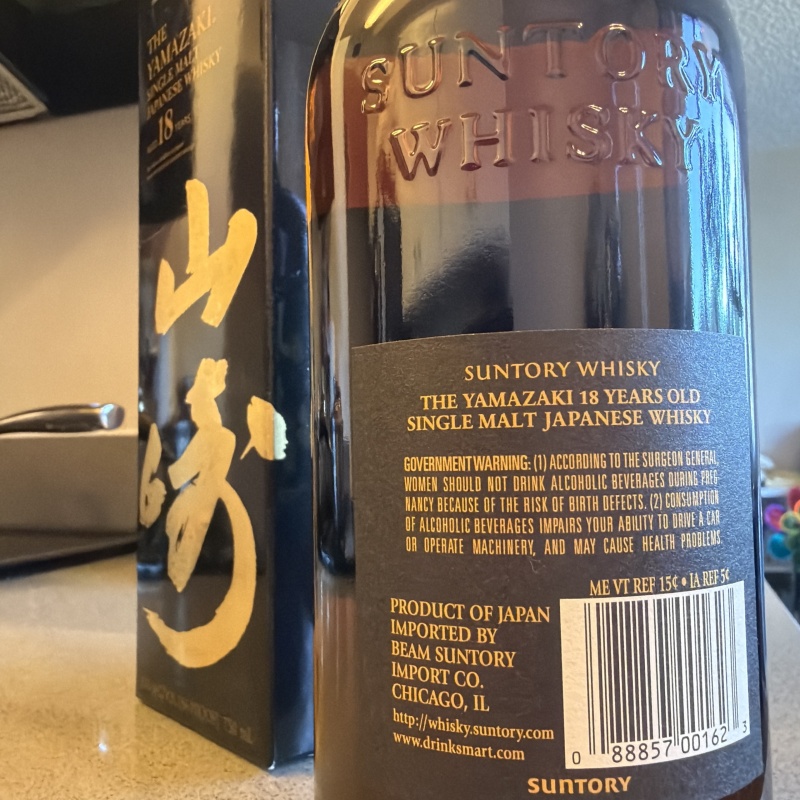 THE
YAMAZAKI.
SINGLE MALT
JAPANESE WHISKY
18 YEARS
山
崎
SUNTORY
WHISKY
SUNTORY WHISKY
THE YAMAZAKI 18 YEARS OLD
SINGLE MALT JAPANESE WHISKY
GOVERNMENT WARNING: (1) ACCORDING TO THE SURGEON GENERAL,
WOMEN SHOULD NOT DRINK ALCOHOLIC BEVERAGES DURING PREG
NANCY BECAUSE OF THE RISK OF BIRTH DEFECTS. (2) CONSUMPTION
OF ALCOHOLIC BEVERAGES IMPAIRS YOUR ABILITY TO DRIVE A CAR
OR OPERATE MACHINERY, AND MAY CAUSE HEALTH PROBLEMS.
ME VT REF 15¢ • IA REF 5¢
PRODUCT OF JAPAN
IMPORTED BY
BEAM SUNTORY
IMPORT CO.
CHICAGO, IL
http://whisky.suntory.com
www.drinksmart.com
0 88857 00162 3
SUNTORY